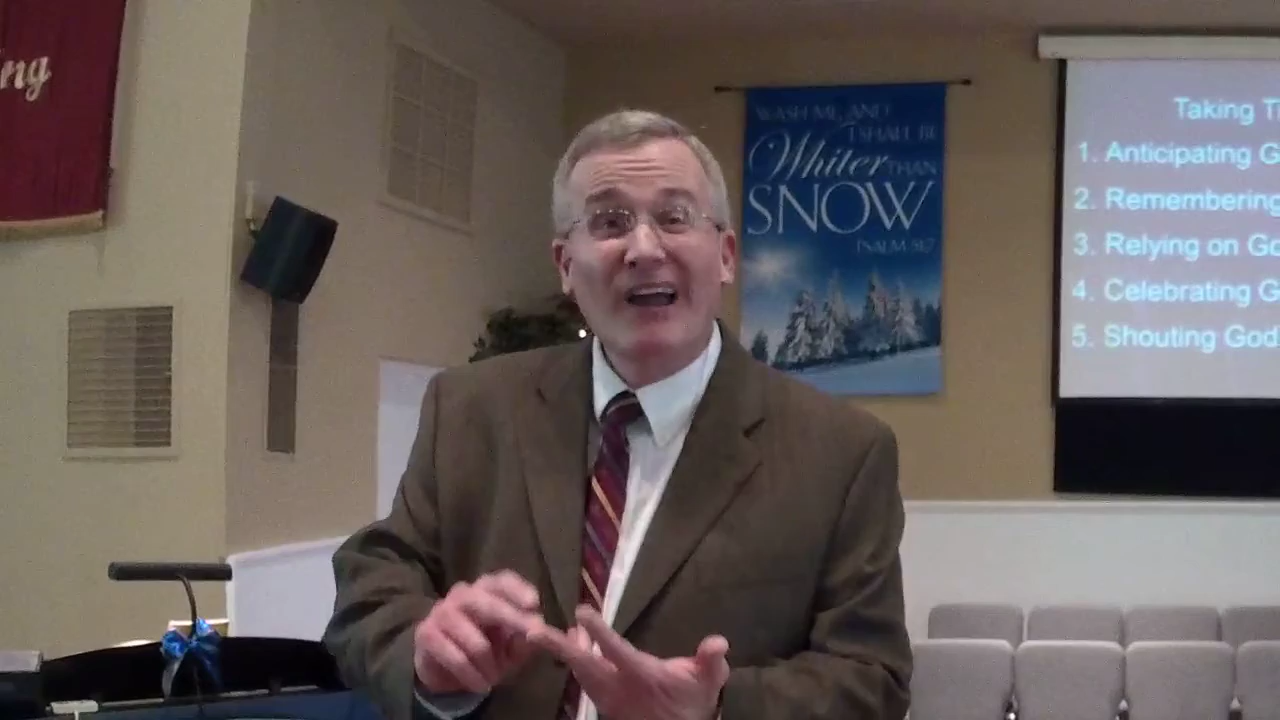 ng
WASH ME, AND
I SHALL BE
Whiter THAN
SNOW
PSALM 51:7
Taking T
1. Anticipating G
2. Remembering
3. Relying on Go
4. Celebrating G
5. Shouting God